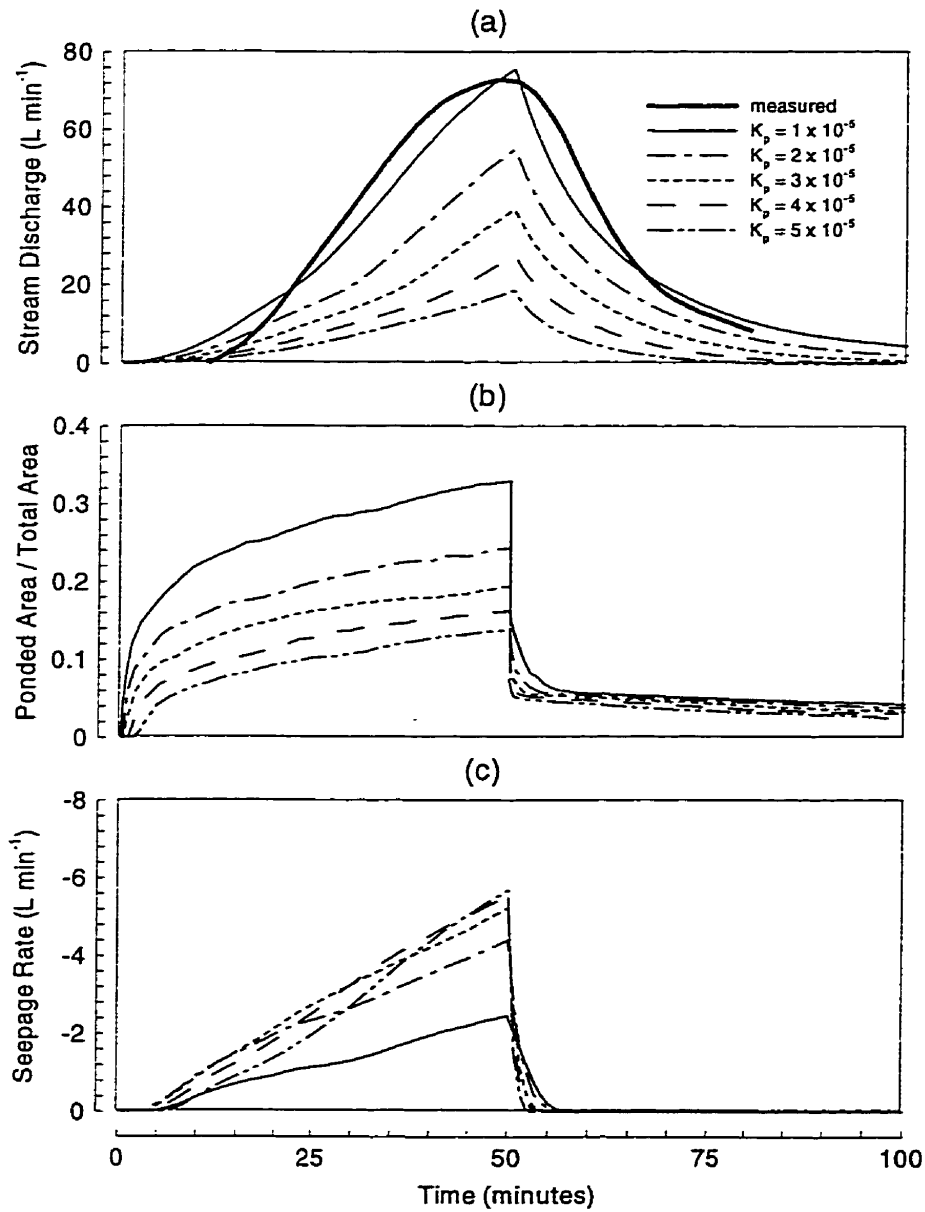 (a)
Stream Discharge (L min⁻¹)
80
60
40
20
0
measured
Kₚ = 1 x 10⁻⁵
Kₚ = 2 x 10⁻⁵
Kₚ = 3 x 10⁻⁵
Kₚ = 4 x 10⁻⁵
Kₚ = 5 x 10⁻⁵
(b)
Ponded Area / Total Area
0.4
0.3
0.2
0.1
0
(c)
Seepage Rate (L min⁻¹)
-8
-6
-4
-2
0
0 25 50 75 100
Time (minutes)